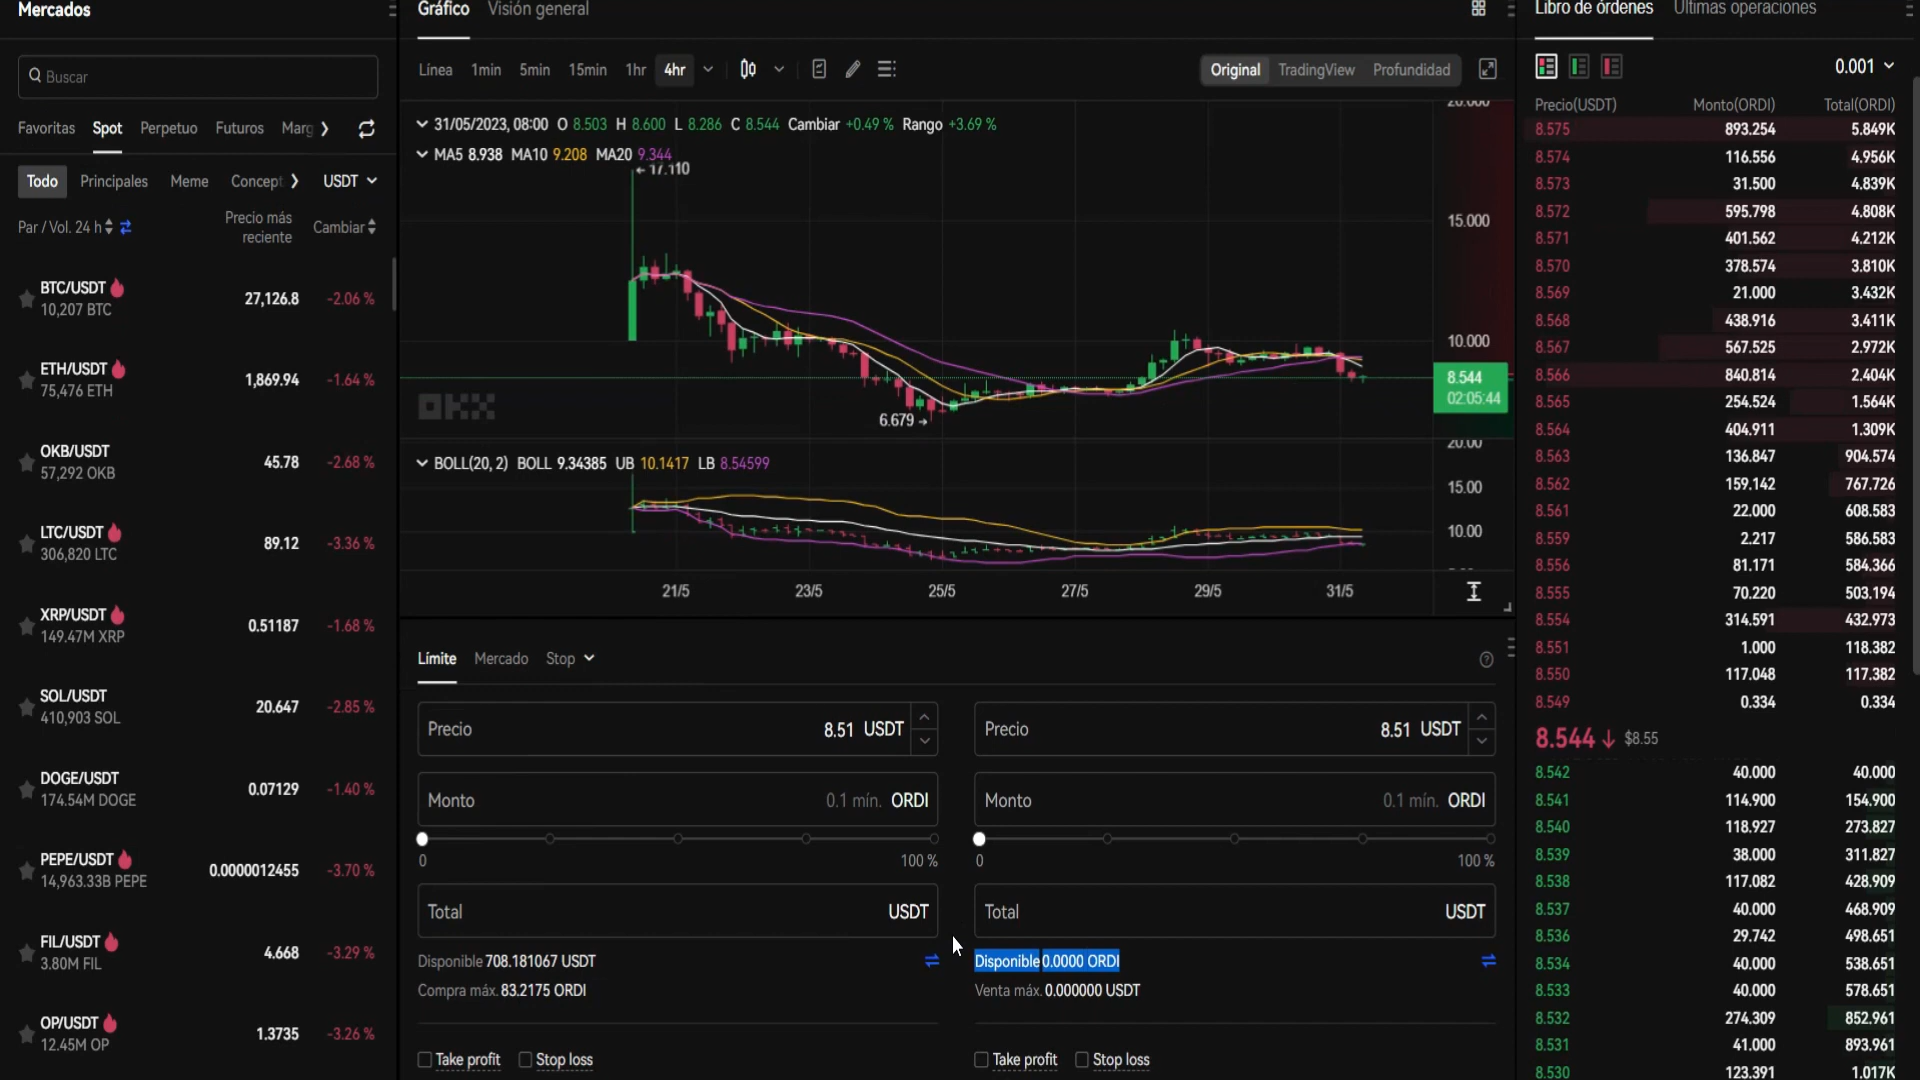 Mercados
Buscar
Favoritas Spot Perpetuo Futuros Marg
Todo Principales Meme Concept USDT
Par / Vol. 24 h Precio más reciente Cambiar
BTC/USDT 27,126.8 -2.06 %
10,207 BTC
ETH/USDT 1,869.94 -1.64 %
75,476 ETH
OKB/USDT 45.78 -2.68 %
57,292 OKB
LTC/USDT 89.12 -3.36 %
306,820 LTC
XRP/USDT 0.51187 -1.68 %
149.47M XRP
SOL/USDT 20.647 -2.85 %
410,903 SOL
DOGE/USDT 0.07129 -1.40 %
174.54M DOGE
PEPE/USDT 0.0000012455 -3.70 %
14,963.33B PEPE
FIL/USDT 4.668 -3.29 %
3.80M FIL
OP/USDT 1.3735 -3.26 %
12.45M OP
Gráfico Visión general
Línea 1min 5min 15min 1hr 4hr
Original TradingView Profundidad
31/05/2023, 08:00 O 8.503 H 8.600 L 8.286 C 8.544 Cambiar +0.49 % Rango +3.69 %
MA5 8.938 MA10 9.208 MA20 9.344
17.110
20.000
15.000
10.000
8.544
02:05:44
OKX
6.679
BOLL(20, 2) BOLL 9.34385 UB 10.1417 LB 8.54599
20.00
15.00
10.00
21/5 23/5 25/5 27/5 29/5 31/5
Límite Mercado Stop
Precio 8.51 USDT
Monto 0.1 mín. ORDI
0 100 %
Total USDT
Disponible 708.181067 USDT
Compra máx. 83.2175 ORDI
Take profit Stop loss
Precio 8.51 USDT
Monto 0.1 mín. ORDI
0 100 %
Total USDT
Disponible 0.0000 ORDI
Venta máx. 0.000000 USDT
Take profit Stop loss
Libro de órdenes Últimas operaciones
0.001
Precio(USDT) Monto(ORDI) Total(ORDI)
8.575 893.254 5.849K
8.574 116.556 4.956K
8.573 31.500 4.839K
8.572 595.798 4.808K
8.571 401.562 4.212K
8.570 378.574 3.810K
8.569 21.000 3.432K
8.568 438.916 3.411K
8.567 567.525 2.972K
8.566 840.814 2.404K
8.565 254.524 1.564K
8.564 404.911 1.309K
8.563 136.847 904.574
8.562 159.142 767.726
8.561 22.000 608.583
8.559 2.217 586.583
8.556 81.171 584.366
8.555 70.220 503.194
8.554 314.591 432.973
8.551 1.000 118.382
8.550 117.048 117.382
8.549 0.334 0.334
8.544 $8.55
8.542 40.000 40.000
8.541 114.900 154.900
8.540 118.927 273.827
8.539 38.000 311.827
8.538 117.082 428.909
8.537 40.000 468.909
8.536 29.742 498.651
8.534 40.000 538.651
8.533 40.000 578.651
8.532 274.309 852.961
8.531 41.000 893.961
8.530 123.391 1.017K